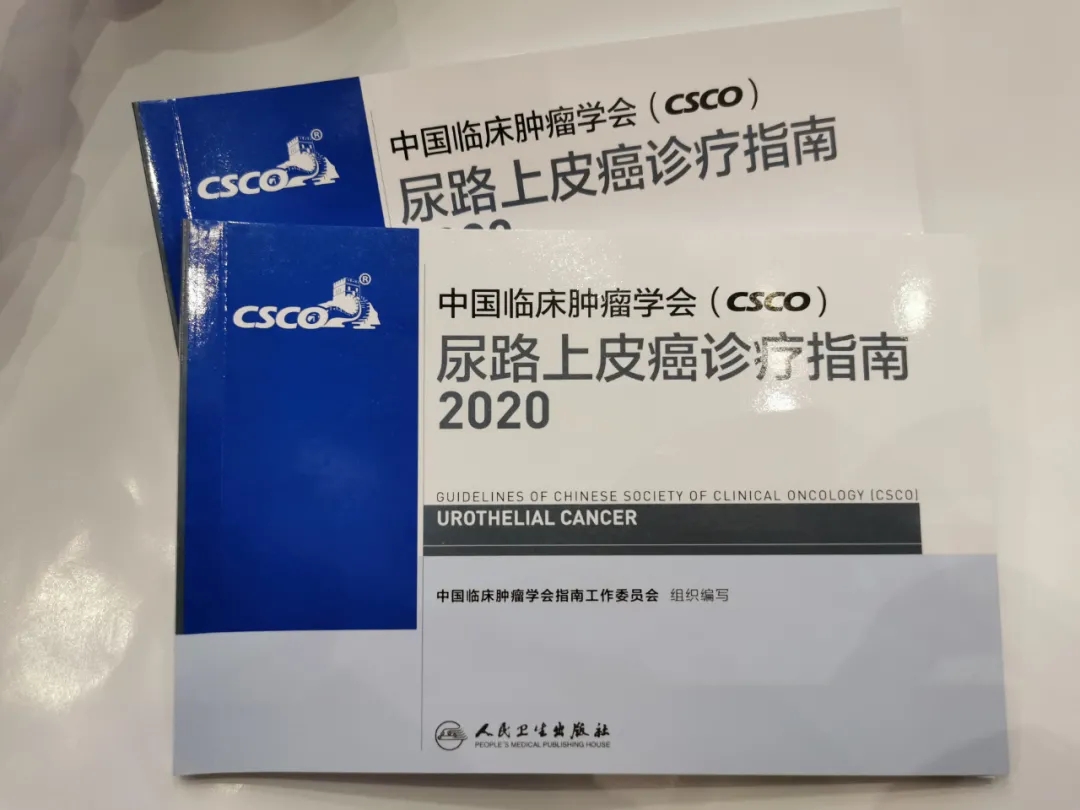 CSCO®
中国临床肿瘤学会（CSCO）
尿路上皮癌诊疗指南
CSCO®
中国临床肿瘤学会（CSCO）
尿路上皮癌诊疗指南
2020
GUIDELINES OF CHINESE SOCIETY OF CLINICAL ONCOLOGY (CSCO)
UROTHELIAL CANCER
中国临床肿瘤学会指南工作委员会 组织编写
人民卫生出版社
PEOPLE'S MEDICAL PUBLISHING HOUSE